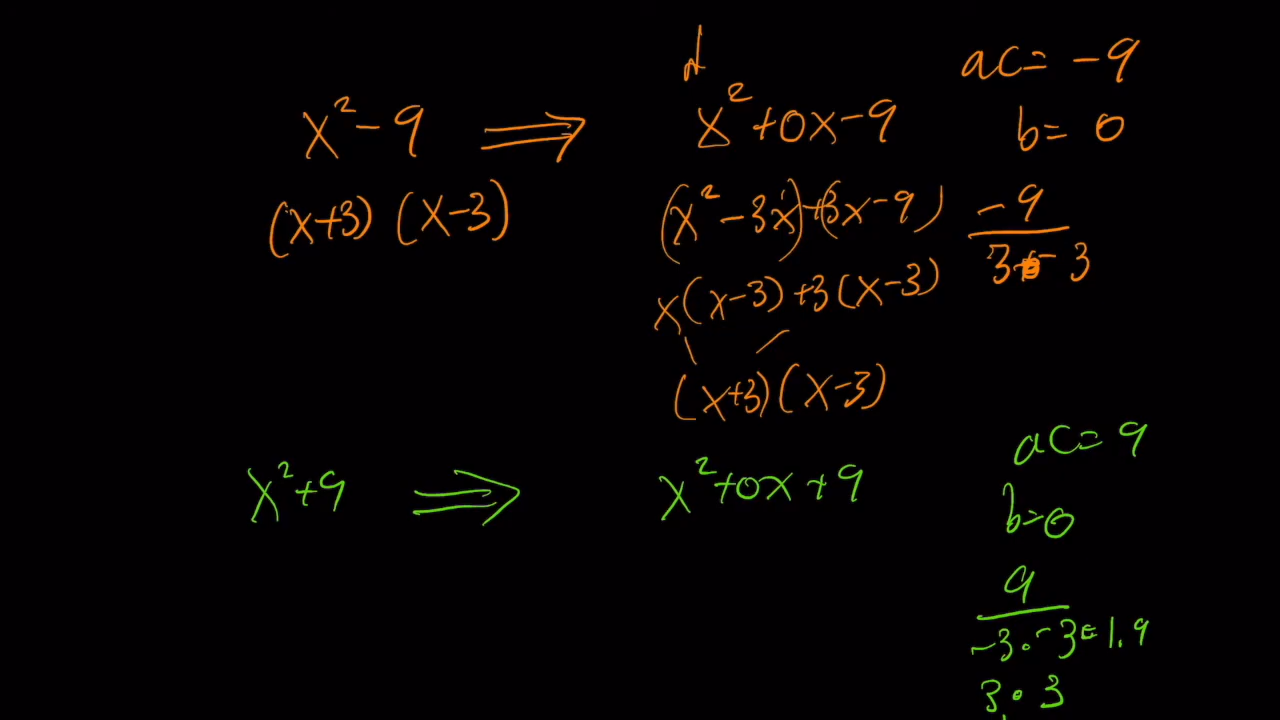 ac = -9
x² - 9 ⟹ x² + 0x - 9
b = 0
(x+3) (x-3)
(x² - 3x) + (3x - 9)
-9
3 · -3
x(x-3) + 3(x-3)
(x+3)(x-3)
ac = 9
x² + 9 ⟹ x² + 0x + 9
b = 0
9
-3 · -3 = 1 . 9
3 · 3